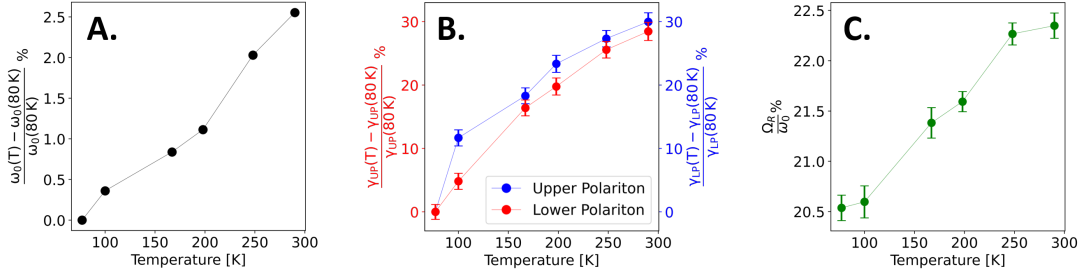 A.
ω₀(T) − ω₀(80 K)
ω₀(80 K)
%
2.5
2.0
1.5
1.0
0.5
0.0
100
150
200
250
300
Temperature [K]
B.
γUP(T) − γUP(80 K)
γUP(80 K)
%
30
20
10
0
100
150
200
250
300
Temperature [K]
Upper Polariton
Lower Polariton
30
20
10
0
γLP(T) − γLP(80 K)
γLP(80 K)
%
C.
ΩR
ω₀
%
22.5
22.0
21.5
21.0
20.5
100
150
200
250
300
Temperature [K]